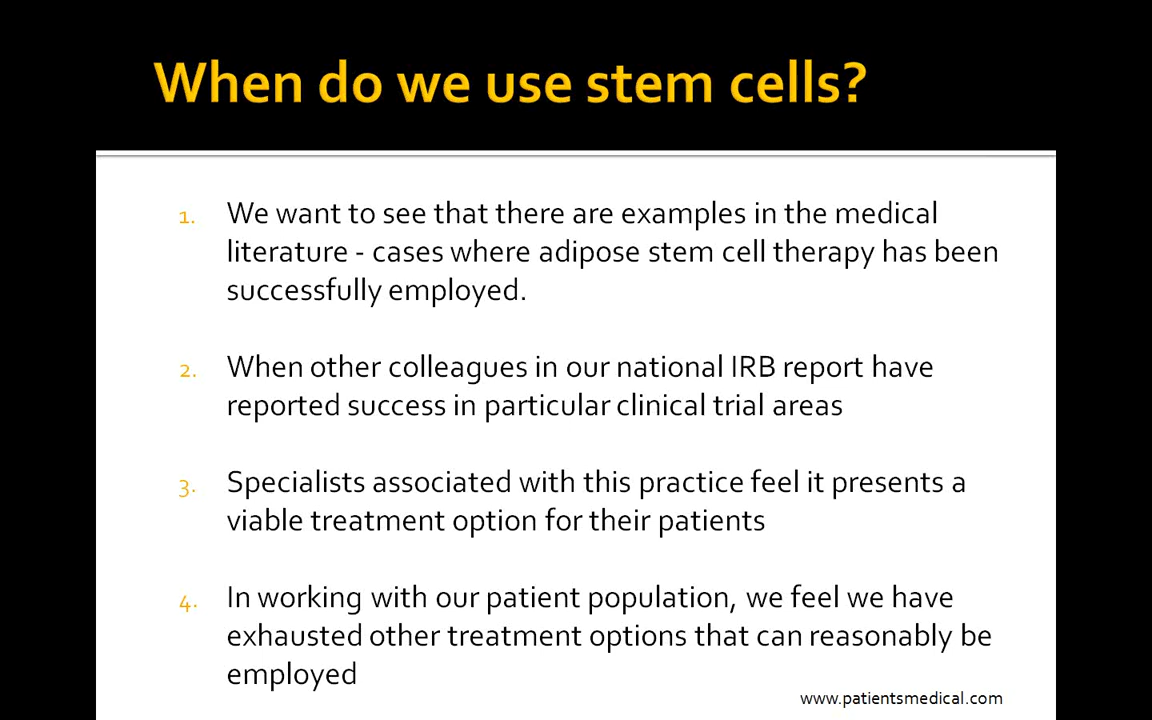 When do we use stem cells?
1. We want to see that there are examples in the medical
literature - cases where adipose stem cell therapy has been
successfully employed.
2. When other colleagues in our national IRB report have
reported success in particular clinical trial areas
3. Specialists associated with this practice feel it presents a
viable treatment option for their patients
4. In working with our patient population, we feel we have
exhausted other treatment options that can reasonably be
employed
www.patientsmedical.com